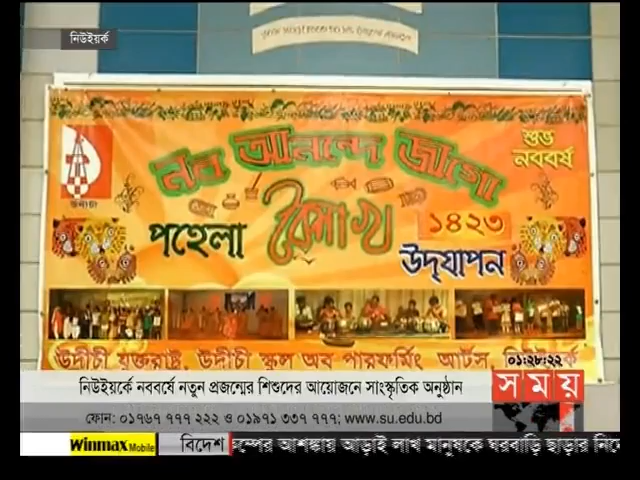 নিউইয়র্ক
নব আনন্দে জাগো
শুভ
নববর্ষ
উদীচী
পহেলা বৈশাখ ১৪২৩
উদ্‌যাপন
উদীচী যুক্তরাষ্ট্র, উদীচী স্কুল অব পারফর্মিং আর্টস, নিউইয়র্ক
০১:২৮:২২
নিউইয়র্কে নববর্ষে নতুন প্রজন্মের শিশুদের আয়োজনে সাংস্কৃতিক অনুষ্ঠান
সময়
ফোন: ০১৭৬৭ ৭৭৭ ২২২ ও ০১৯৭১ ৩৩৭ ৭৭৭; www.su.edu.bd
Winmax Mobile বিদেশ ম্পের আশঙ্কায় আড়াই লাখ মানুষকে ঘরবাড়ি ছাড়ার